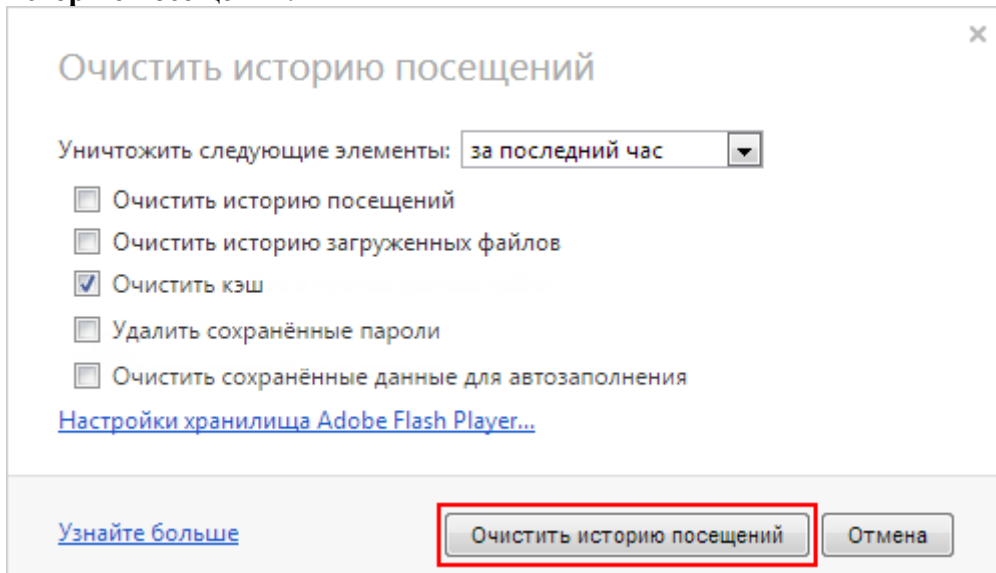 Очистить историю посещений
Уничтожить следующие элементы: за последний час
Очистить историю посещений
Очистить историю загруженных файлов
Очистить кэш
Удалить сохранённые пароли
Очистить сохранённые данные для автозаполнения
Настройки хранилища Adobe Flash Player...
Узнайте больше
Очистить историю посещений
Отмена